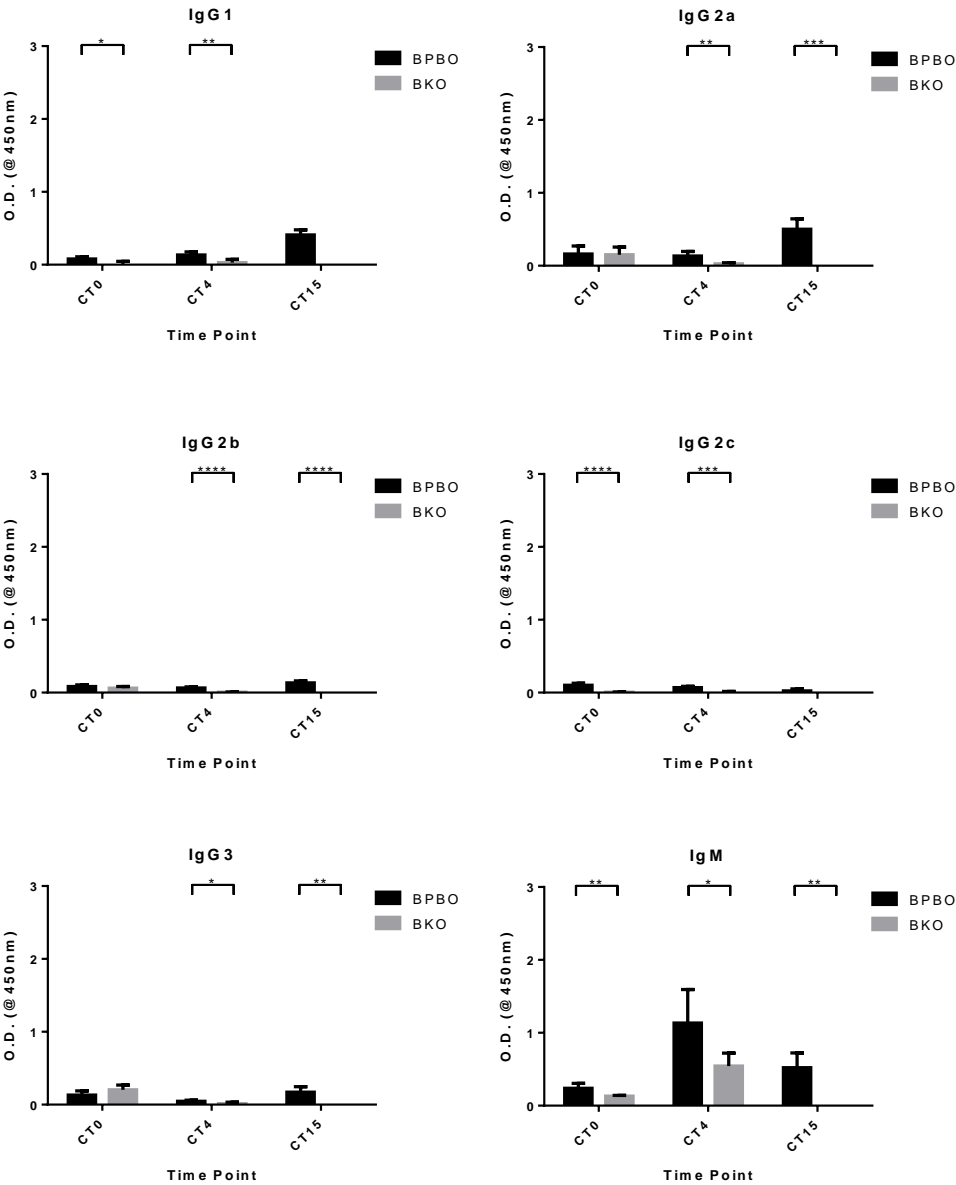 IgG1
* **
3
2
1
0
O.D. (@450nm)
BPBO
BKO
CT0 CT4 CT15
Time Point
IgG2a
** ***
3
2
1
0
O.D. (@450nm)
BPBO
BKO
CT0 CT4 CT15
Time Point
IgG2b
**** ****
3
2
1
0
O.D. (@450nm)
BPBO
BKO
CT0 CT4 CT15
Time Point
IgG2c
**** ***
3
2
1
0
O.D. (@450nm)
BPBO
BKO
CT0 CT4 CT15
Time Point
IgG3
* **
3
2
1
0
O.D. (@450nm)
BPBO
BKO
CT0 CT4 CT15
Time Point
IgM
** * **
3
2
1
0
O.D. (@450nm)
BPBO
BKO
CT0 CT4 CT15
Time Point